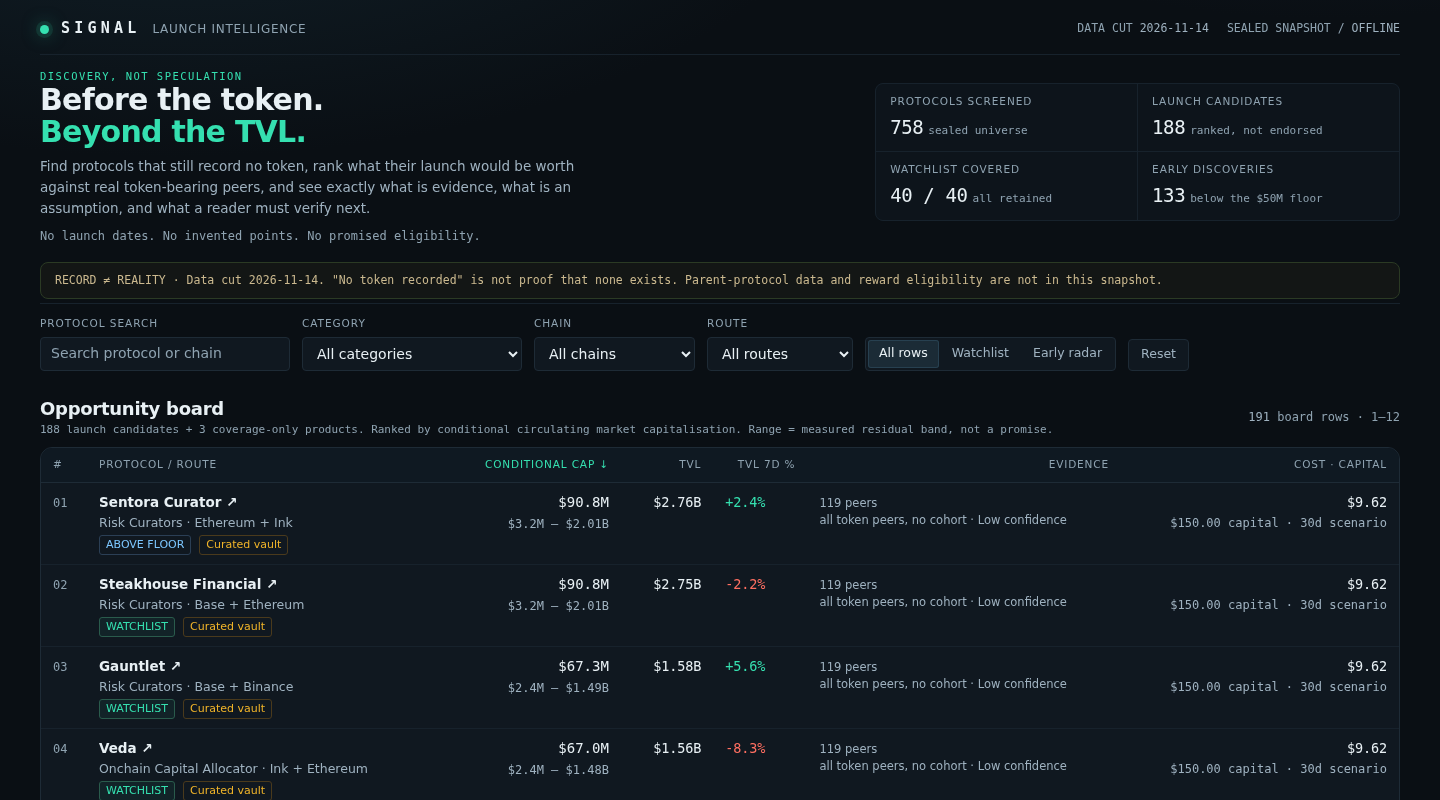 SIGNAL LAUNCH INTELLIGENCE
DATA CUT 2026-11-14 SEALED SNAPSHOT / OFFLINE
DISCOVERY, NOT SPECULATION
Before the token.
Beyond the TVL.
Find protocols that still record no token, rank what their launch would be worth
against real token-bearing peers, and see exactly what is evidence, what is an
assumption, and what a reader must verify next.
No launch dates. No invented points. No promised eligibility.
PROTOCOLS SCREENED
758 sealed universe
LAUNCH CANDIDATES
188 ranked, not endorsed
WATCHLIST COVERED
40 / 40 all retained
EARLY DISCOVERIES
133 below the $50M floor
RECORD ≠ REALITY · Data cut 2026-11-14. "No token recorded" is not proof that none exists. Parent-protocol data and reward eligibility are not in this snapshot.
PROTOCOL SEARCH CATEGORY CHAIN ROUTE
Search protocol or chain All categories All chains All routes All rows Watchlist Early radar Reset
Opportunity board
188 launch candidates + 3 coverage-only products. Ranked by conditional circulating market capitalisation. Range = measured residual band, not a promise.
191 board rows · 1–12
# PROTOCOL / ROUTE CONDITIONAL CAP ↓ TVL TVL 7D % EVIDENCE COST · CAPITAL
01 Sentora Curator ↗ $90.8M $2.76B +2.4% 119 peers $9.62
Risk Curators · Ethereum + Ink $3.2M — $2.01B all token peers, no cohort · Low confidence $150.00 capital · 30d scenario
ABOVE FLOOR Curated vault
02 Steakhouse Financial ↗ $90.8M $2.75B -2.2% 119 peers $9.62
Risk Curators · Base + Ethereum $3.2M — $2.01B all token peers, no cohort · Low confidence $150.00 capital · 30d scenario
WATCHLIST Curated vault
03 Gauntlet ↗ $67.3M $1.58B +5.6% 119 peers $9.62
Risk Curators · Base + Binance $2.4M — $1.49B all token peers, no cohort · Low confidence $150.00 capital · 30d scenario
WATCHLIST Curated vault
04 Veda ↗ $67.0M $1.56B -8.3% 119 peers $9.62
Onchain Capital Allocator · Ink + Ethereum $2.4M — $1.48B all token peers, no cohort · Low confidence $150.00 capital · 30d scenario
WATCHLIST Curated vault